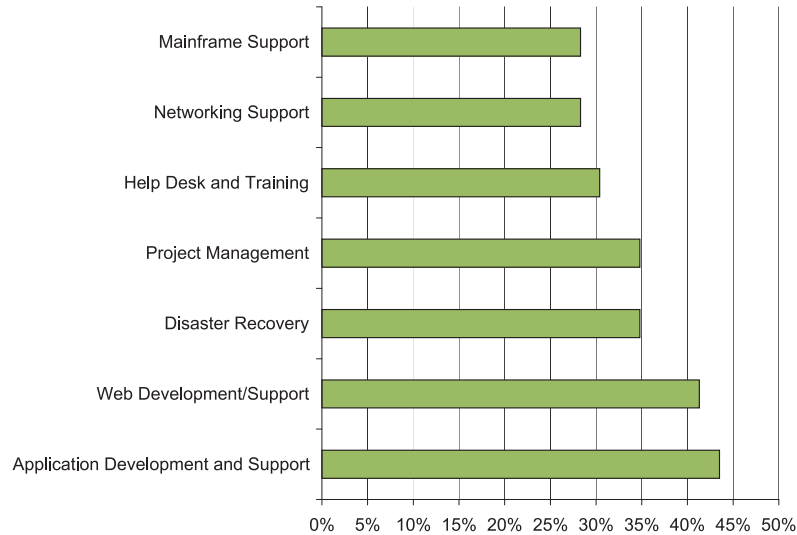 Mainframe Support
Networking Support
Help Desk and Training
Project Management
Disaster Recovery
Web Development/Support
Application Development and Support
0% 5% 10% 15% 20% 25% 30% 35% 40% 45% 50%